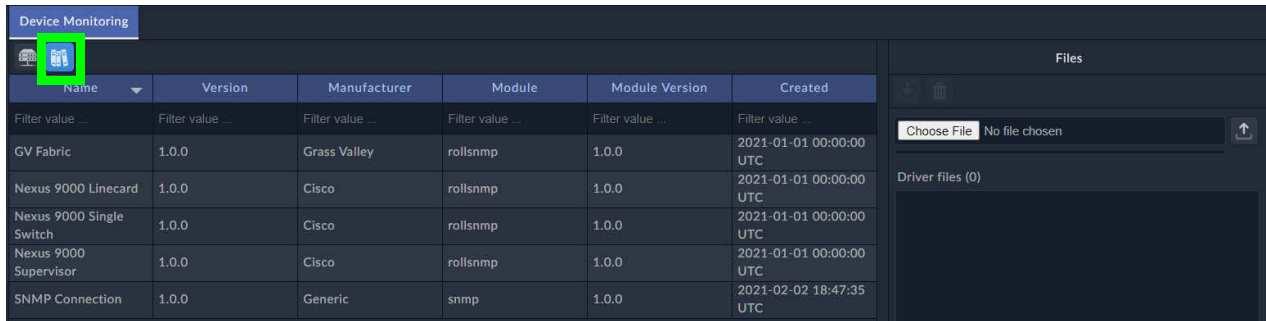 Device Monitoring
Files
Name Version Manufacturer Module Module Version Created
Filter value ... Filter value ... Filter value ... Filter value ... Filter value ... Filter value ...
Choose File No file chosen
GV Fabric 1.0.0 Grass Valley rollsnmp 1.0.0 2021-01-01 00:00:00
UTC
Driver files (0)
Nexus 9000 Linecard 1.0.0 Cisco rollsnmp 1.0.0 2021-01-01 00:00:00
UTC
Nexus 9000 Single
Switch 1.0.0 Cisco rollsnmp 1.0.0 2021-01-01 00:00:00
UTC
Nexus 9000
Supervisor 1.0.0 Cisco rollsnmp 1.0.0 2021-01-01 00:00:00
UTC
SNMP Connection 1.0.0 Generic snmp 1.0.0 2021-02-02 18:47:35
UTC